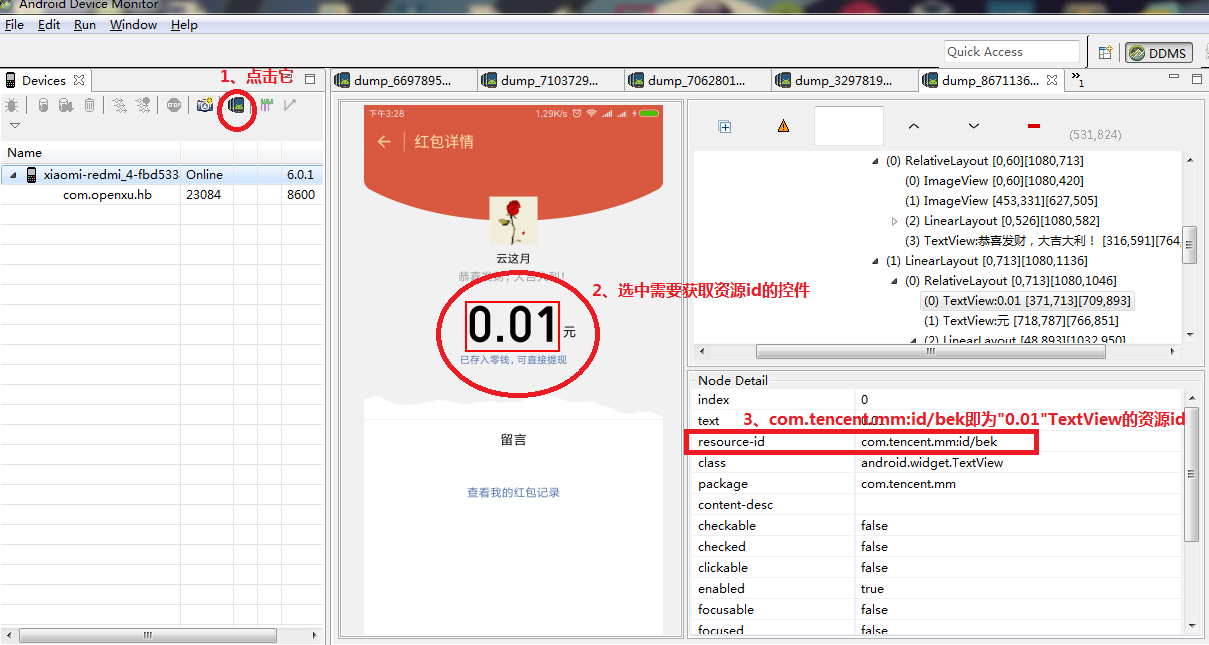 Android Device Monitor
File Edit Run Window Help
Quick Access
DDMS
Devices
1、点击它
dump_6697895...
dump_7103729...
dump_7062801...
dump_3297819...
dump_8671136...
»1
STOP
Name
xiaomi-redmi_4-fbd533 Online 6.0.1
com.openxu.hb 23084 8600
下午3:28 1.29K/s
红包详情
云这月
恭喜发财，大吉大利！
2、选中需要获取资源id的控件
0.01 元
已存入零钱，可直接提现
留言
查看我的红包记录
(531,824)
(0) RelativeLayout [0,60][1080,713]
(0) ImageView [0,60][1080,420]
(1) ImageView [453,331][627,505]
(2) LinearLayout [0,526][1080,582]
(3) TextView:恭喜发财，大吉大利！ [316,591][764,
(1) LinearLayout [0,713][1080,1136]
(0) RelativeLayout [0,713][1080,1046]
(0) TextView:0.01 [371,713][709,893]
(1) TextView:元 [718,787][766,851]
(2) LinearLayout [48,893][1032,950]
Node Detail
index 0
text 0.01
3、com.tencent.mm:id/bek即为"0.01"TextView的资源id
resource-id com.tencent.mm:id/bek
class android.widget.TextView
package com.tencent.mm
content-desc
checkable false
checked false
clickable false
enabled true
focusable false
focused false